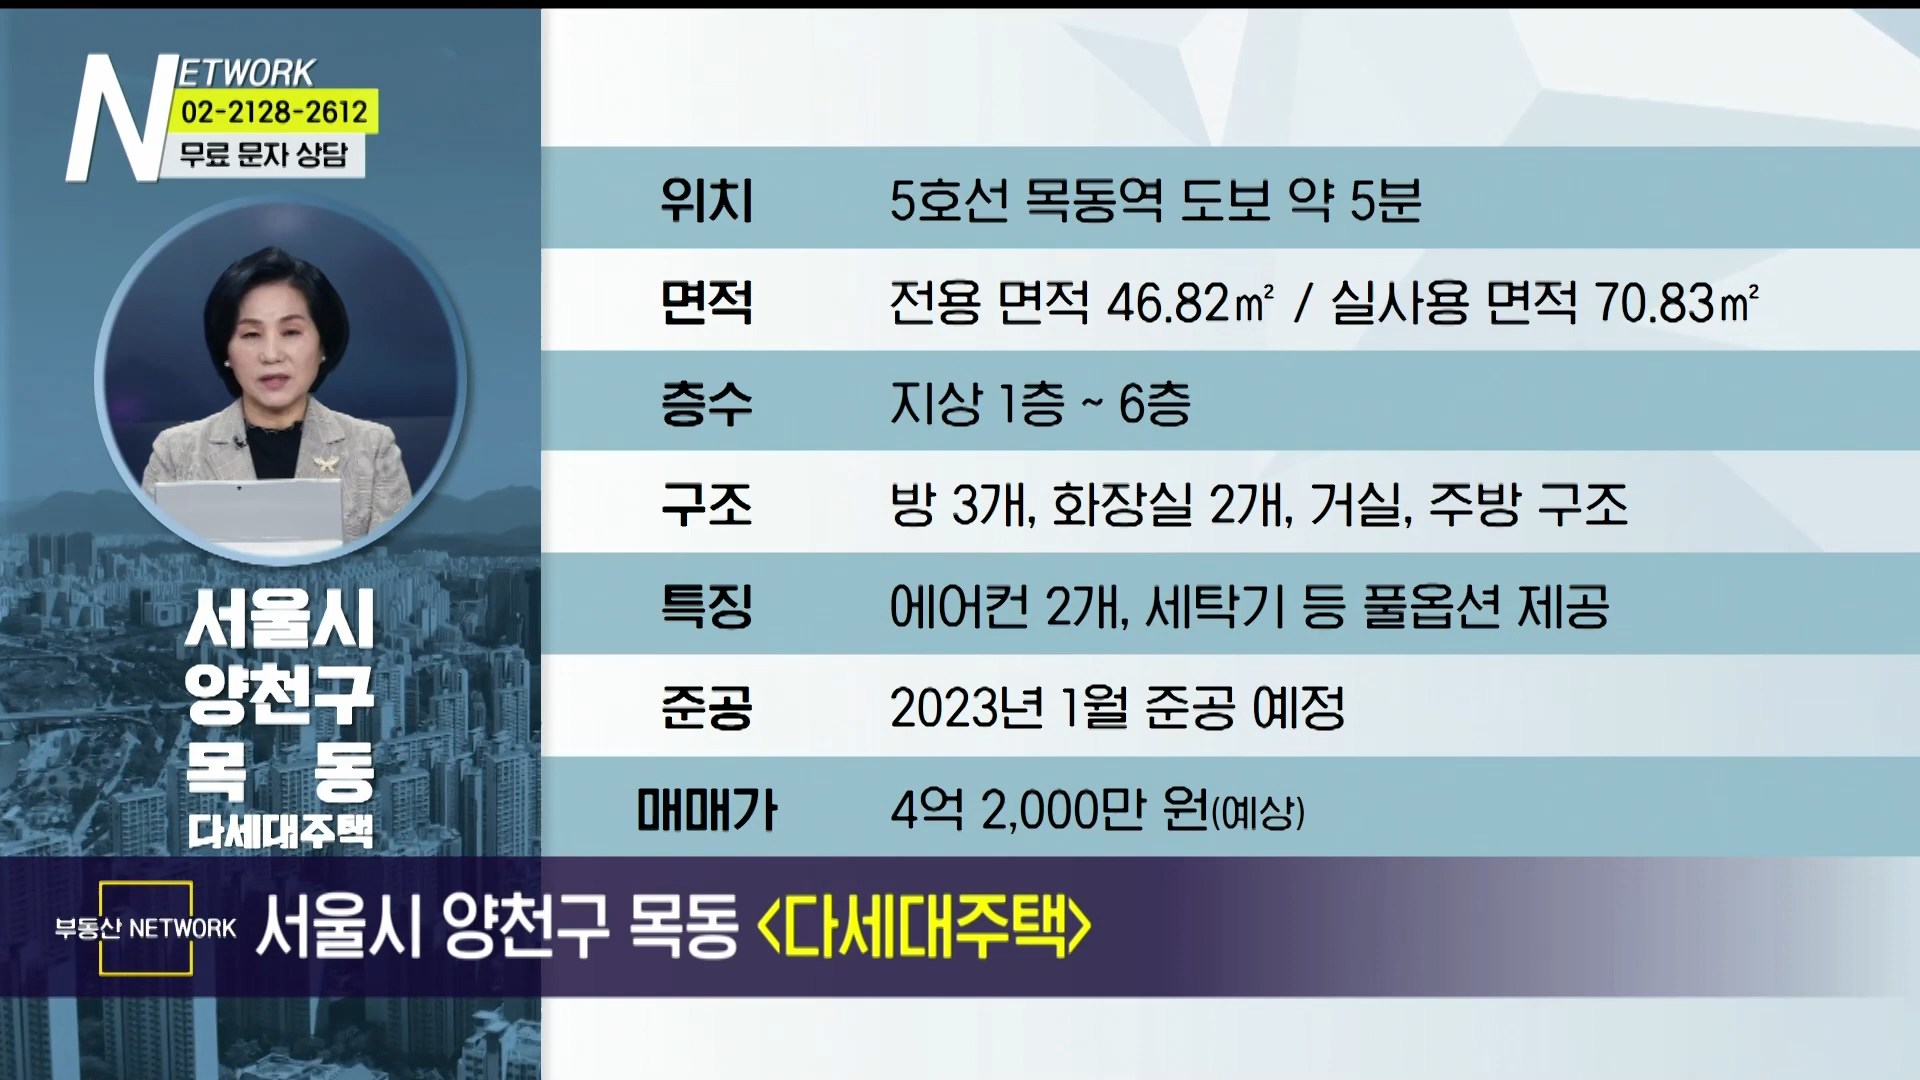 NETWORK
02-2128-2612
무료 문자 상담
서울시
양천구
목 동
다세대주택
위치 5호선 목동역 도보 약 5분
면적 전용 면적 46.82㎡ / 실사용 면적 70.83㎡
층수 지상 1층 ~ 6층
구조 방 3개, 화장실 2개, 거실, 주방 구조
특징 에어컨 2개, 세탁기 등 풀옵션 제공
준공 2023년 1월 준공 예정
매매가 4억 2,000만 원(예상)
부동산 NETWORK 서울시 양천구 목동 <다세대주택>